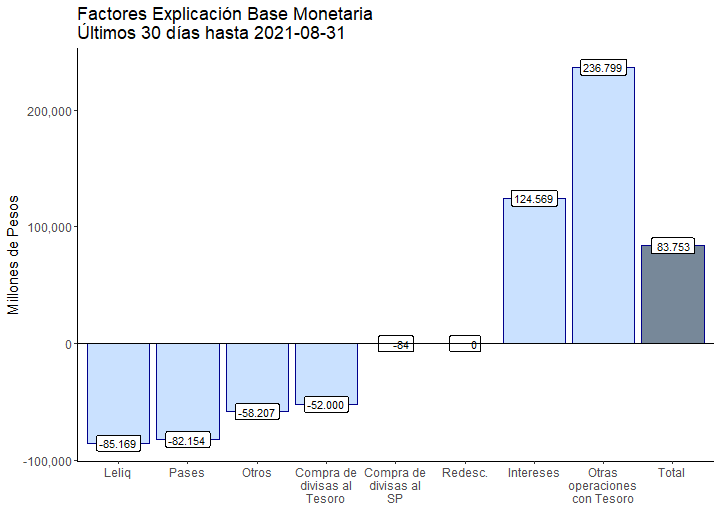 Factores Explicación Base Monetaria
Últimos 30 días hasta 2021-08-31
Millones de Pesos
200,000
100,000
0
-100,000
-85.169
-82.154
-58.207
-52.000
-84
0
124.569
236.799
83.753
Leliq
Pases
Otros
Compra de
divisas al
Tesoro
Compra de
divisas al
SP
Redesc.
Intereses
Otras
operaciones
con Tesoro
Total